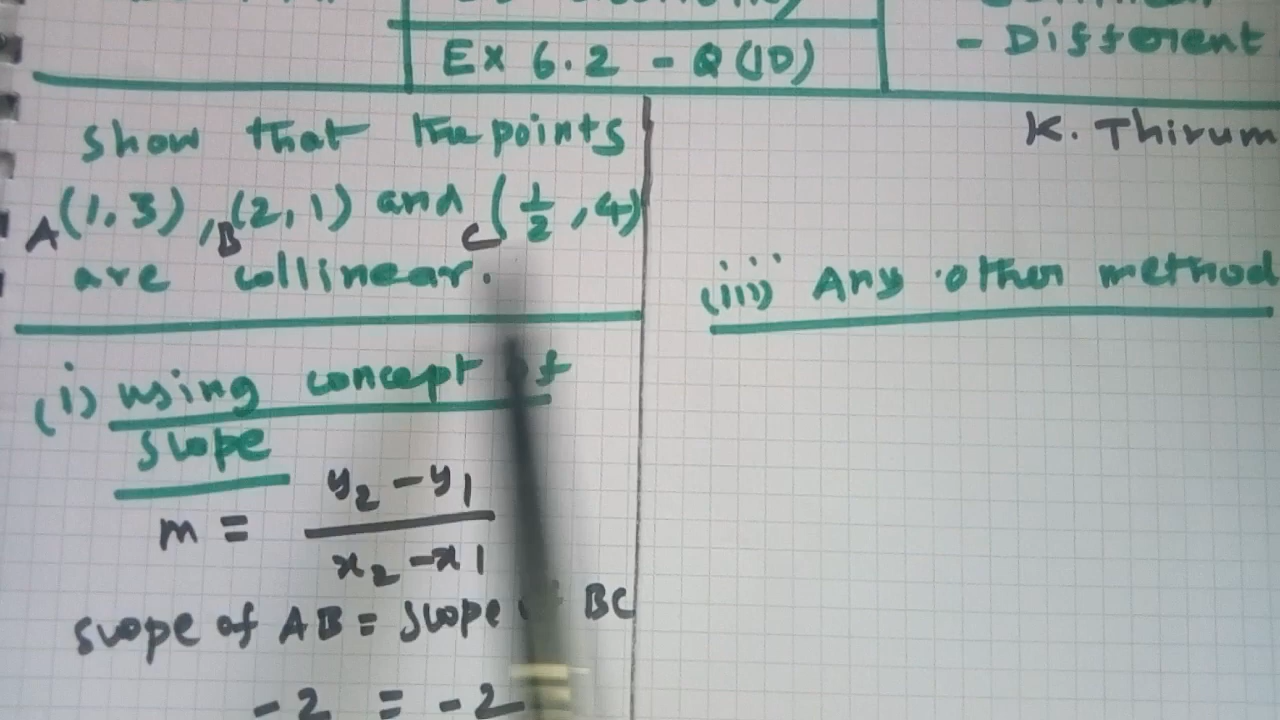 EX 6.2 - Q (10)
- Different
K. Thirum
show that the points
A(1,3), B(2,1) and C(1/2, 4)
are collinear.
(i) using concept of
slope
m = y2 - y1 / x2 - x1
slope of AB = slope of BC
-2 = -2
(iii) Any other method